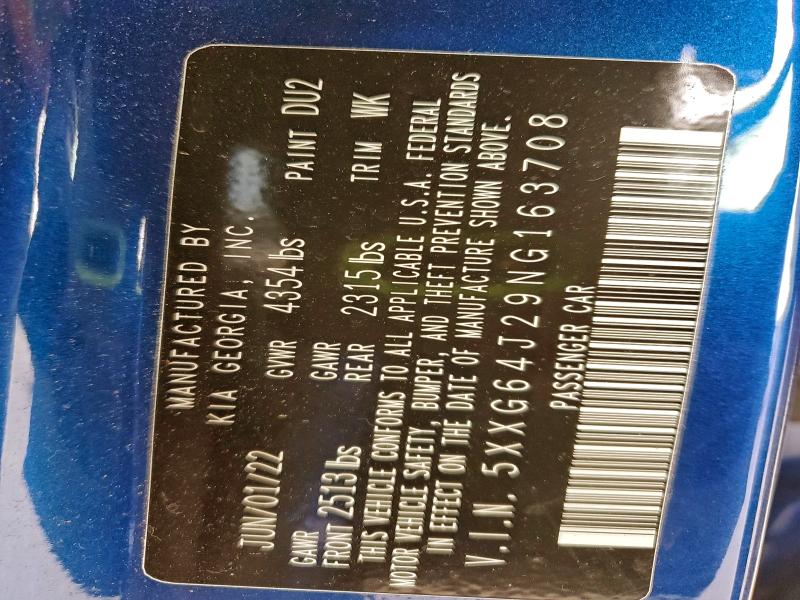 MANUFACTURED BY
KIA GEORGIA, INC.
JUN/01/22 GVWR 4354 lbs PAINT DU2
GAWR GAWR
FRONT 2513 lbs REAR 2315 lbs TRIM WK
THIS VEHICLE CONFORMS TO ALL APPLICABLE U.S.A. FEDERAL
MOTOR VEHICLE SAFETY, BUMPER, AND THEFT PREVENTION STANDARDS
IN EFFECT ON THE DATE OF MANUFACTURE SHOWN ABOVE.
V.I.N. 5XXG64J29NG163708
PASSENGER CAR